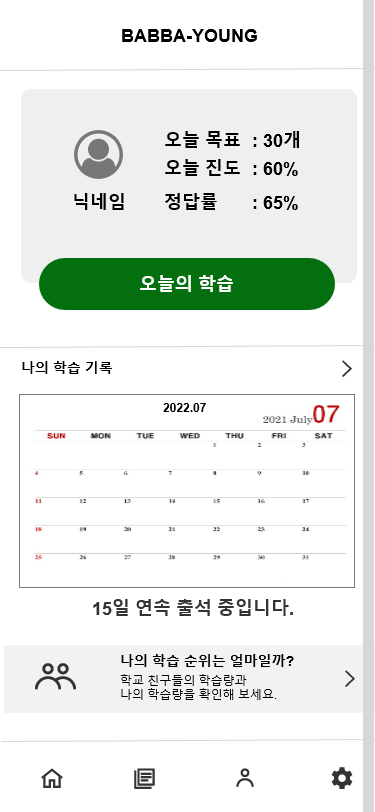 BABBA-YOUNG
오늘 목표 : 30개
오늘 진도 : 60%
닉네임 정답률 : 65%
오늘의 학습
나의 학습 기록
2022.07
2021 July07
SUN MON TUE WED THU FRI SAT
1 2 3
4 5 6 7 8 9 10
11 12 13 14 15 16 17
18 19 20 21 22 23 24
25 26 27 28 29 30 31
15일 연속 출석 중입니다.
나의 학습 순위는 얼마일까?
학교 친구들의 학습량과
나의 학습량을 확인해 보세요.